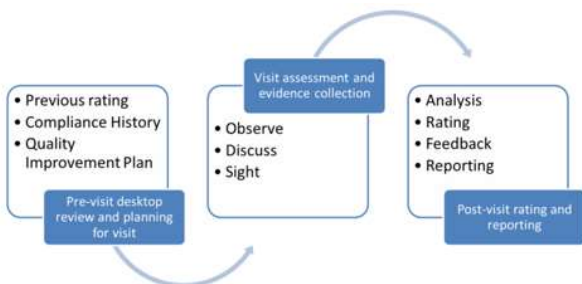 • Previous rating
• Compliance History
• Quality
Improvement Plan
Pre-visit desktop
review and planning
for visit
Visit assessment and
evidence collection
• Observe
• Discuss
• Sight
• Analysis
• Rating
• Feedback
• Reporting
Post-visit rating and
reporting